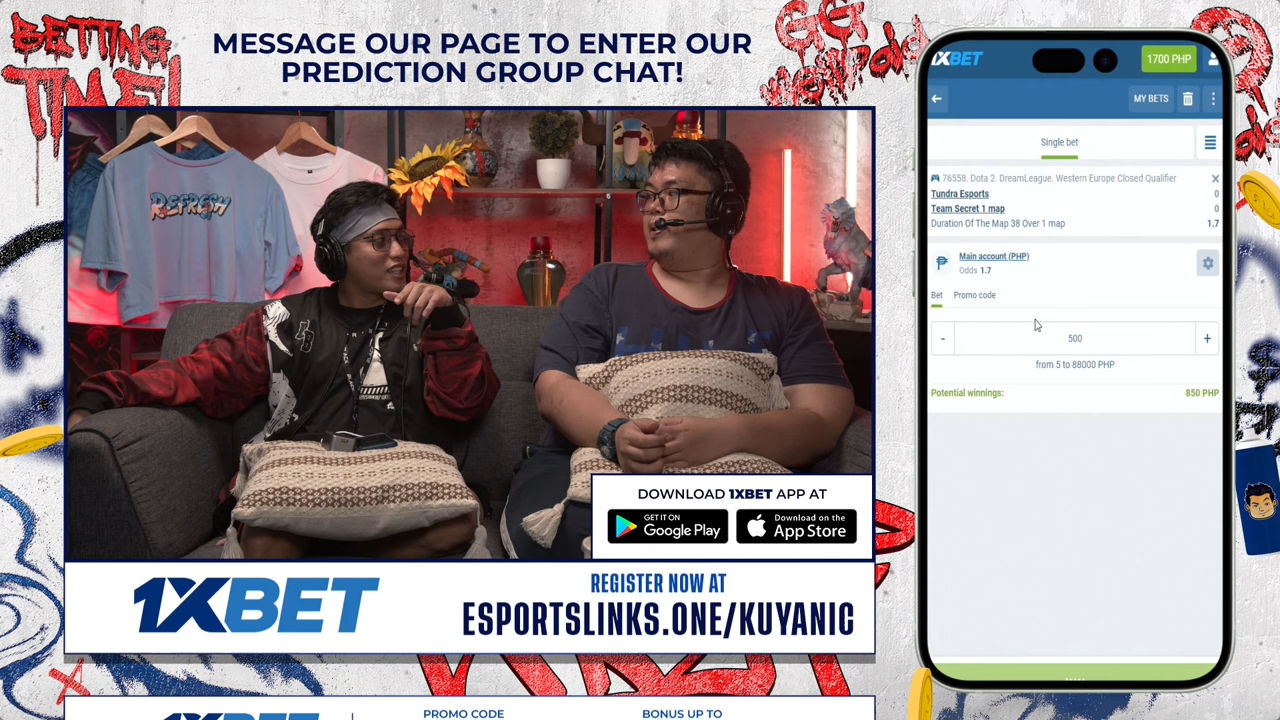 BETTING
TIME!
MESSAGE OUR PAGE TO ENTER OUR
PREDICTION GROUP CHAT!
GG
REFRESH
DOWNLOAD 1XBET APP AT
GET IT ON
Google Play
Download on the
App Store
1XBET
REGISTER NOW AT
ESPORTSLINKS.ONE/KUYANIC
PROMO CODE
BONUS UP TO
1XBET
1700 PHP
MY BETS
Single bet
76558. Dota 2. DreamLeague. Western Europe Closed Qualifier
Tundra Esports 0
Team Secret 1 map 0
Duration Of The Map 38 Over 1 map 1.7
Main account (PHP)
Odds 1.7
Bet Promo code
- 500 +
from 5 to 88000 PHP
Potential winnings: 850 PHP